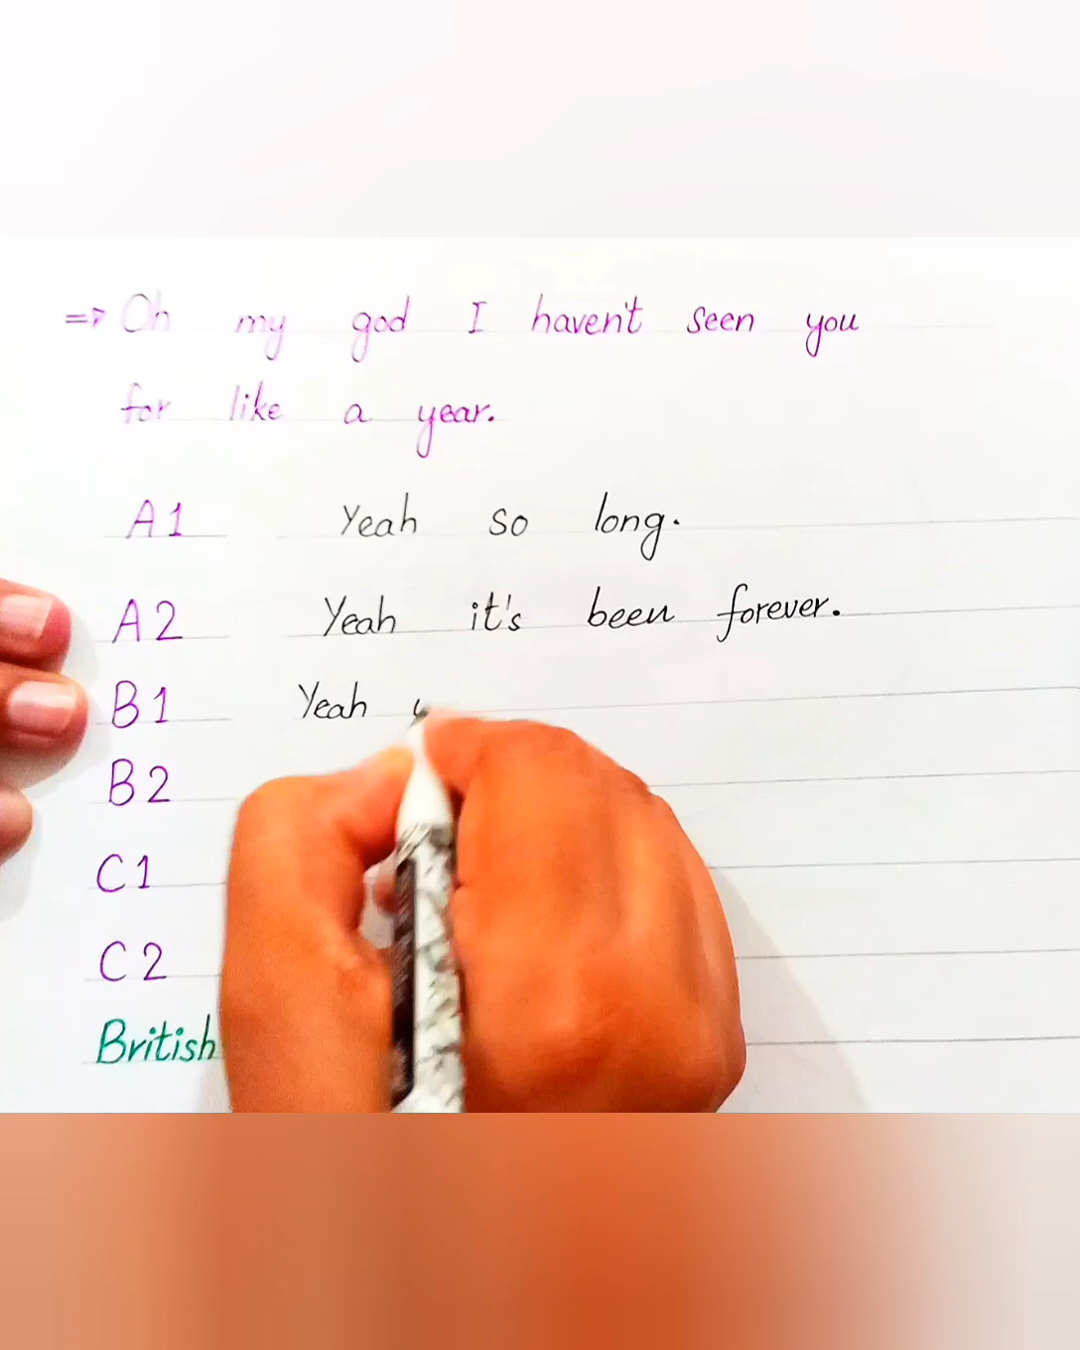 => Oh my god I haven't seen you
for like a year.
A1 Yeah so long.
A2 Yeah it's been forever.
B1 Yeah
B2
C1
C2
British